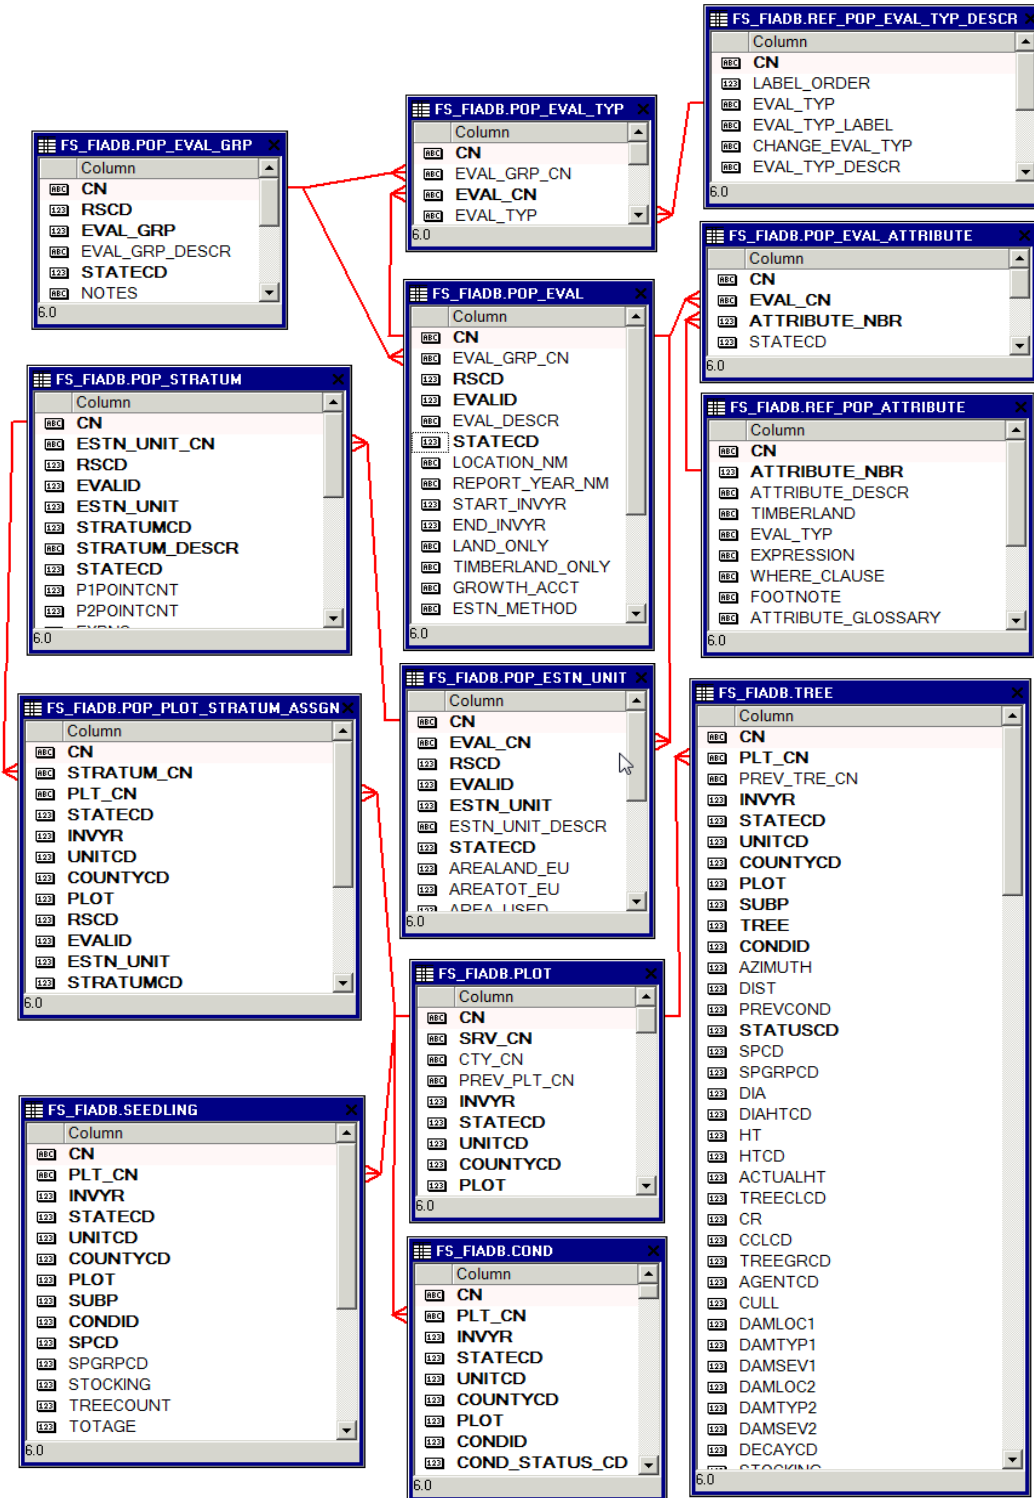 FS_FIADB.REF_POP_EVAL_TYP_DESCR
Column
CN
LABEL_ORDER
EVAL_TYP
EVAL_TYP_LABEL
CHANGE_EVAL_TYP
EVAL_TYP_DESCR
6.0
FS_FIADB.POP_EVAL_TYP
Column
CN
EVAL_GRP_CN
EVAL_CN
EVAL_TYP
6.0
FS_FIADB.POP_EVAL_GRP
Column
CN
RSCD
EVAL_GRP
EVAL_GRP_DESCR
STATECD
NOTES
6.0
FS_FIADB.POP_EVAL_ATTRIBUTE
Column
CN
EVAL_CN
ATTRIBUTE_NBR
STATECD
6.0
FS_FIADB.POP_EVAL
Column
CN
EVAL_GRP_CN
RSCD
EVALID
EVAL_DESCR
STATECD
LOCATION_NM
REPORT_YEAR_NM
START_INVYR
END_INVYR
LAND_ONLY
TIMBERLAND_ONLY
GROWTH_ACCT
ESTN_METHOD
6.0
FS_FIADB.POP_STRATUM
Column
CN
ESTN_UNIT_CN
RSCD
EVALID
ESTN_UNIT
STRATUMCD
STRATUM_DESCR
STATECD
P1POINTCNT
P2POINTCNT
6.0
FS_FIADB.REF_POP_ATTRIBUTE
Column
CN
ATTRIBUTE_NBR
ATTRIBUTE_DESCR
TIMBERLAND
EVAL_TYP
EXPRESSION
WHERE_CLAUSE
FOOTNOTE
ATTRIBUTE_GLOSSARY
6.0
FS_FIADB.POP_ESTN_UNIT
Column
CN
EVAL_CN
RSCD
EVALID
ESTN_UNIT
ESTN_UNIT_DESCR
STATECD
AREALAND_EU
AREATOT_EU
AREA_USED
6.0
FS_FIADB.POP_PLOT_STRATUM_ASSGN
Column
CN
STRATUM_CN
PLT_CN
STATECD
INVYR
UNITCD
COUNTYCD
PLOT
RSCD
EVALID
ESTN_UNIT
STRATUMCD
6.0
FS_FIADB.TREE
Column
CN
PLT_CN
PREV_TRE_CN
INVYR
STATECD
UNITCD
COUNTYCD
PLOT
SUBP
TREE
CONDID
AZIMUTH
DIST
PREVCOND
STATUSCD
SPCD
SPGRPCD
DIA
DIAHTCD
HT
HTCD
ACTUALHT
TREECLCD
CR
CCLCD
TREEGRCD
AGENTCD
CULL
DAMLOC1
DAMTYP1
DAMSEV1
DAMLOC2
DAMTYP2
DAMSEV2
DECAYCD
STOCKING
6.0
FS_FIADB.PLOT
Column
CN
SRV_CN
CTY_CN
PREV_PLT_CN
INVYR
STATECD
UNITCD
COUNTYCD
PLOT
6.0
FS_FIADB.SEEDLING
Column
CN
PLT_CN
INVYR
STATECD
UNITCD
COUNTYCD
PLOT
SUBP
CONDID
SPCD
SPGRPCD
STOCKING
TREECOUNT
TOTAGE
6.0
FS_FIADB.COND
Column
CN
PLT_CN
INVYR
STATECD
UNITCD
COUNTYCD
PLOT
CONDID
COND_STATUS_CD
6.0